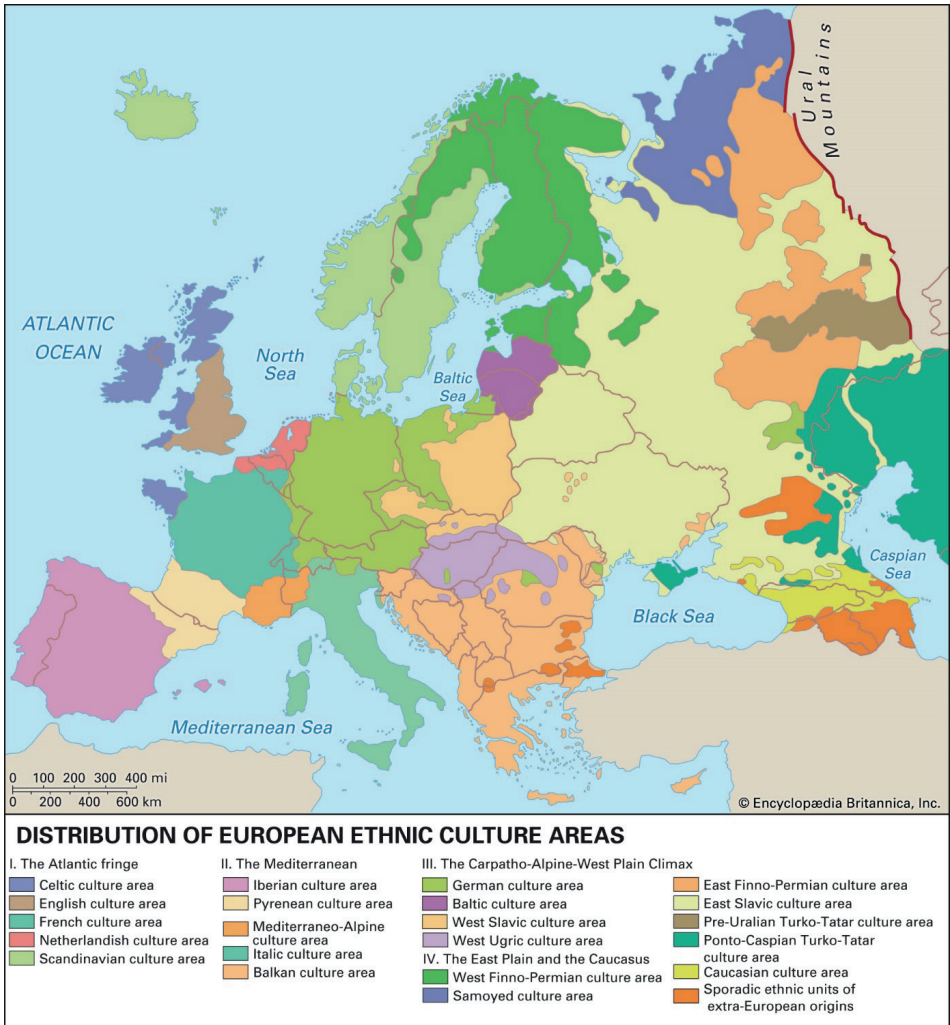 Ural
Mountains
ATLANTIC
OCEAN
North
Sea
Baltic
Sea
Caspian
Sea
Black Sea
Mediterranean Sea
0 100 200 300 400 mi
0 200 400 600 km
© Encyclopædia Britannica, Inc.
DISTRIBUTION OF EUROPEAN ETHNIC CULTURE AREAS
I. The Atlantic fringe
Celtic culture area
English culture area
French culture area
Netherlandish culture area
Scandinavian culture area
II. The Mediterranean
Iberian culture area
Pyrenean culture area
Mediterraneo-Alpine
culture area
Italic culture area
Balkan culture area
III. The Carpatho-Alpine-West Plain Climax
German culture area
Baltic culture area
West Slavic culture area
West Ugric culture area
IV. The East Plain and the Caucasus
West Finno-Permian culture area
Samoyed culture area
East Finno-Permian culture area
East Slavic culture area
Pre-Uralian Turko-Tatar culture area
Ponto-Caspian Turko-Tatar
culture area
Caucasian culture area
Sporadic ethnic units of
extra-European origins